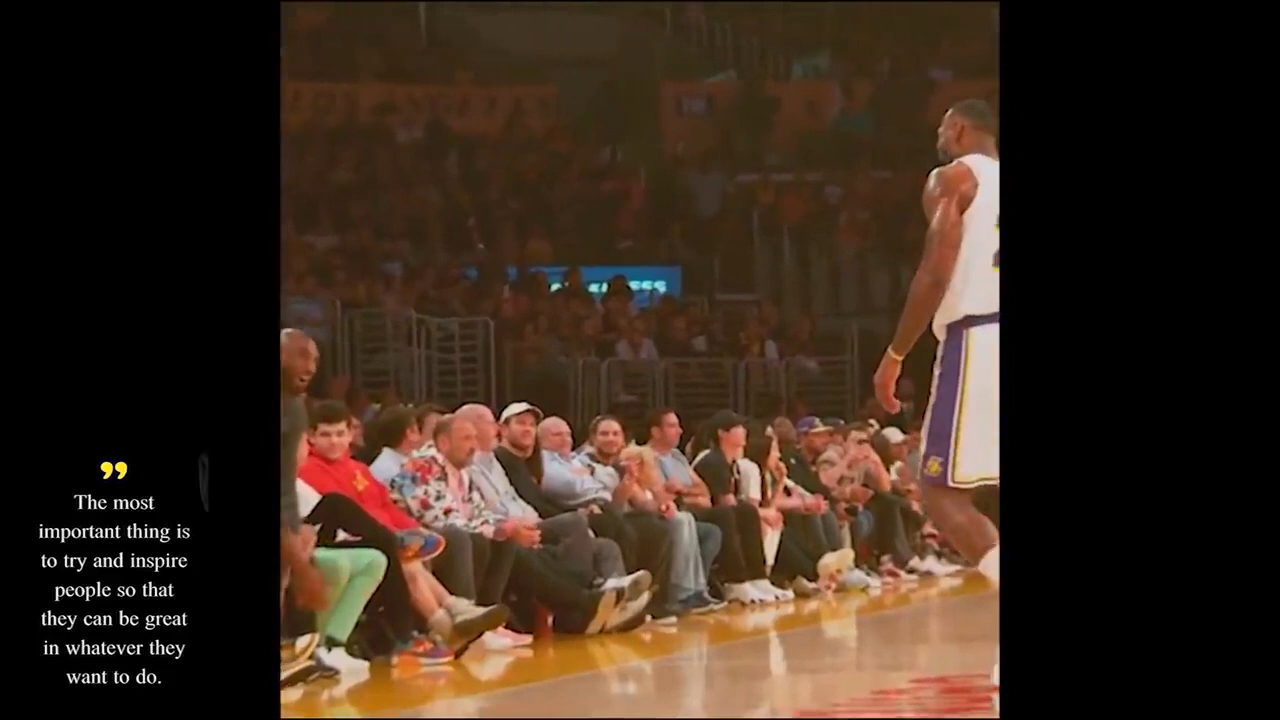 ”
The most
important thing is
to try and inspire
people so that
they can be great
in whatever they
want to do.